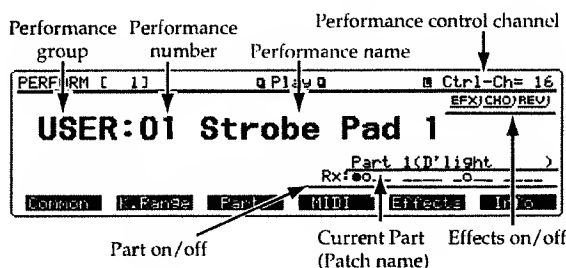 Performance group
Performance number
Performance name
Performance control channel
PERFORM [ 1]
Play
Ctrl-Ch= 16
EFX) CHO) REV)
USER:01 Strobe Pad 1
Part 1(D'light )
Rx:
Common
K.Range
Part
MIDI
Effects
Info
Part on/off
Current Part
(Patch name)
Effects on/off